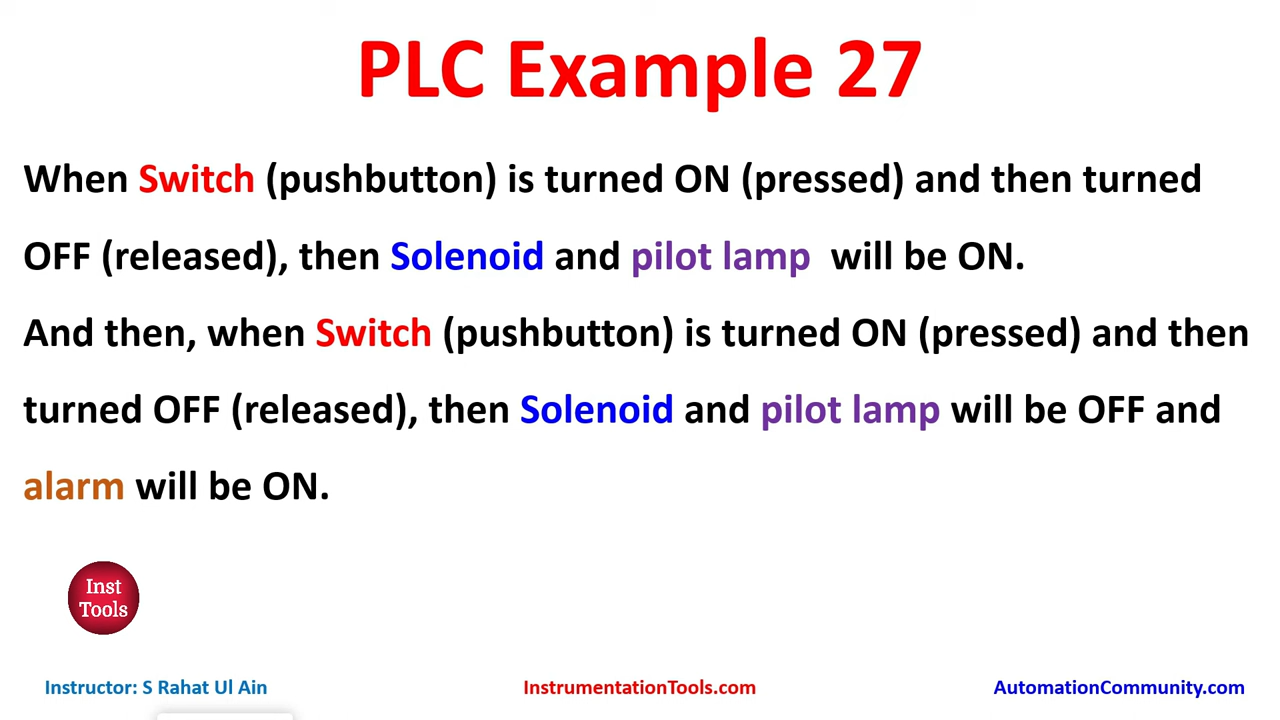 PLC Example 27
When Switch (pushbutton) is turned ON (pressed) and then turned
OFF (released), then Solenoid and pilot lamp will be ON.
And then, when Switch (pushbutton) is turned ON (pressed) and then
turned OFF (released), then Solenoid and pilot lamp will be OFF and
alarm will be ON.
Inst
Tools
Instructor: S Rahat Ul Ain
InstrumentationTools.com
AutomationCommunity.com